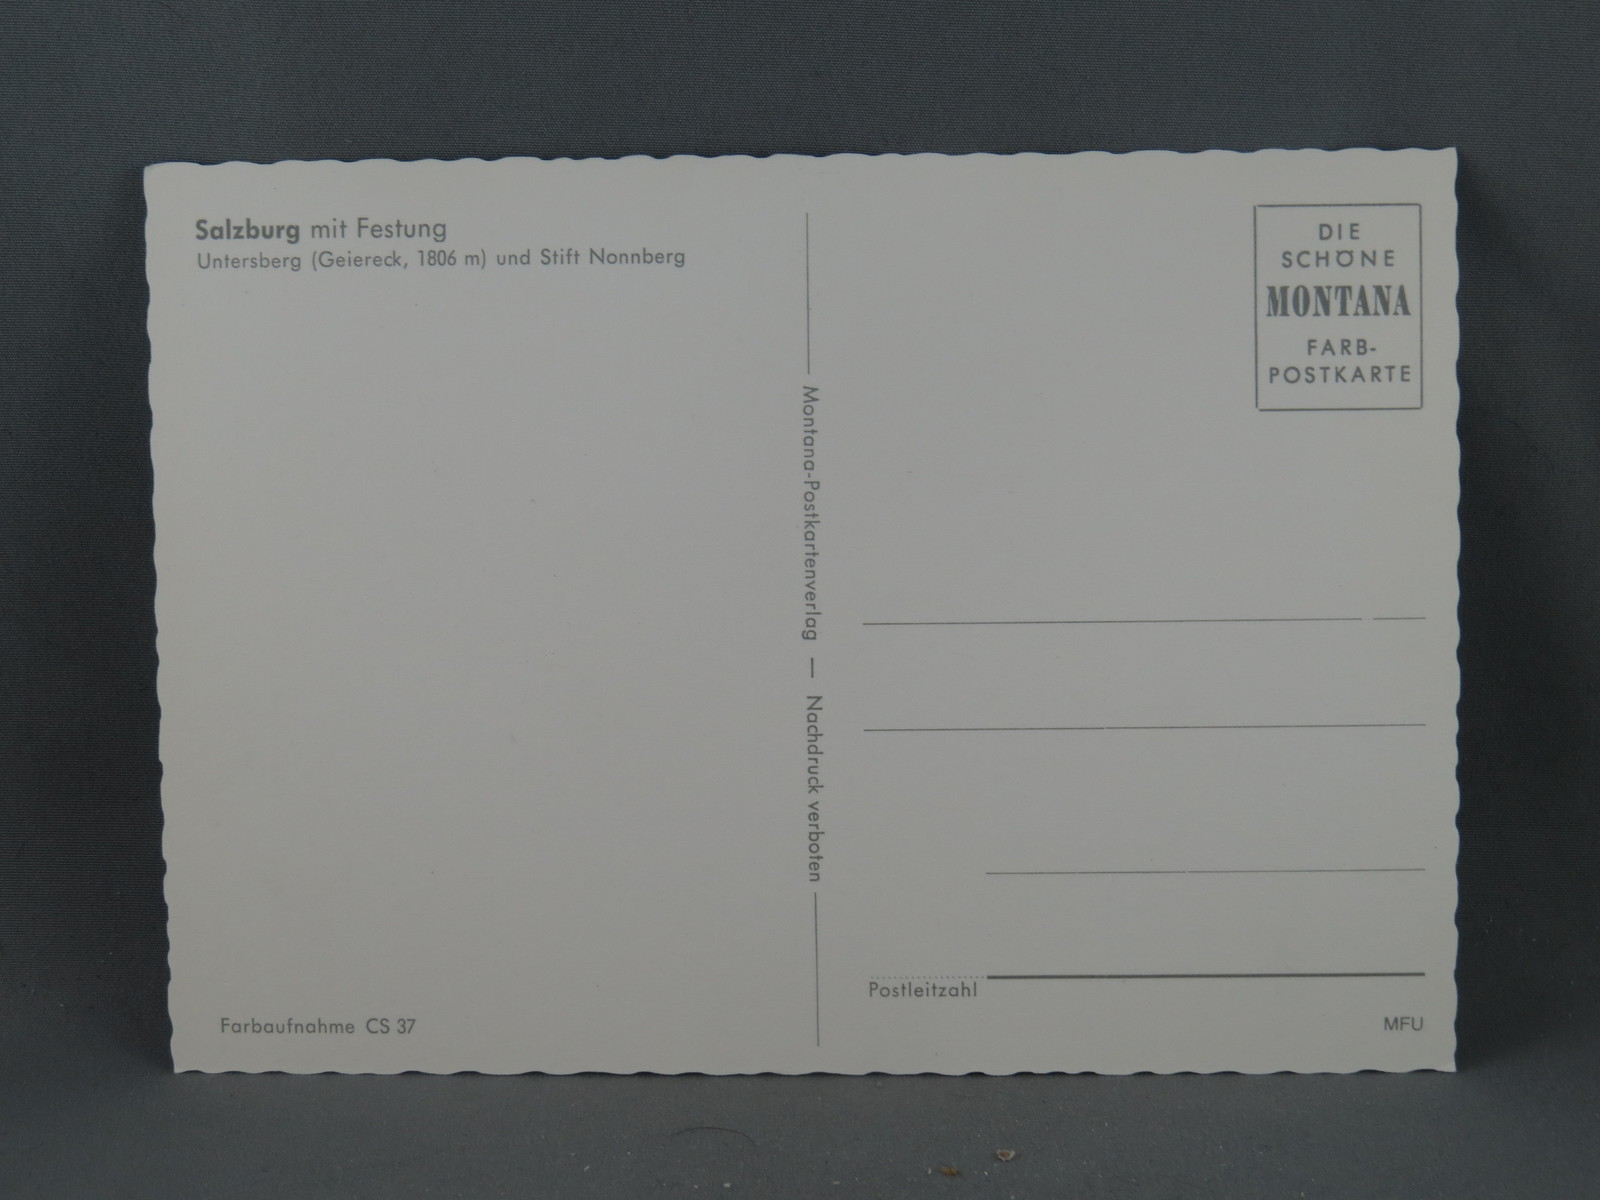 Salzburg mit Festung
Untersberg (Geiereck, 1806 m) und Stift Nonnberg
DIE
SCHÖNE
MONTANA
FARB-
POSTKARTE
Montana-Postkartenverlag — Nachdruck verboten
Postleitzahl
Farbaufnahme CS 37
MFU